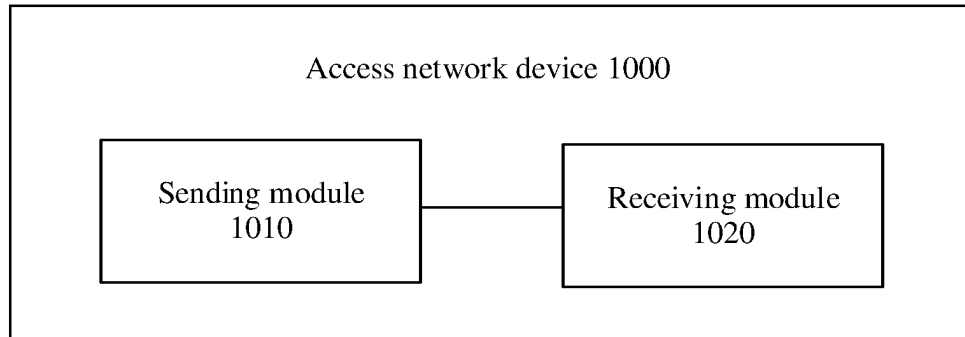 Access network device 1000
Sending module
1010
Receiving module
1020